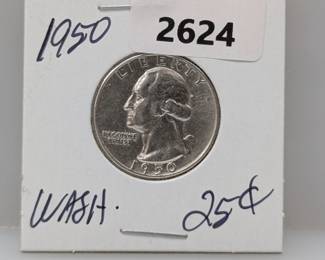 1950
2624
LIBERTY
IN GOD WE
TRUST
1950
WASH.
25¢